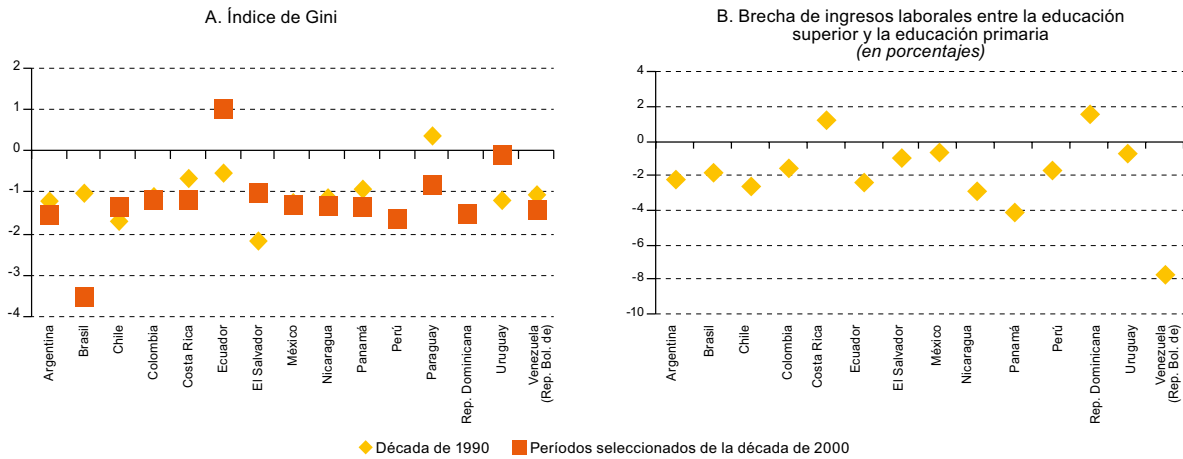 A. Índice de Gini
2
1
0
-1
-2
-3
-4
Argentina
Brasil
Chile
Colombia
Costa Rica
Ecuador
El Salvador
México
Nicaragua
Panamá
Perú
Paraguay
Rep. Dominicana
Uruguay
Venezuela
(Rep. Bol. de)
B. Brecha de ingresos laborales entre la educación
superior y la educación primaria
(en porcentajes)
4
2
0
-2
-4
-6
-8
-10
Argentina
Brasil
Chile
Colombia
Costa Rica
Ecuador
El Salvador
México
Nicaragua
Panamá
Perú
Rep. Dominicana
Uruguay
Venezuela
(Rep. Bol. de)
Década de 1990
Períodos seleccionados de la década de 2000